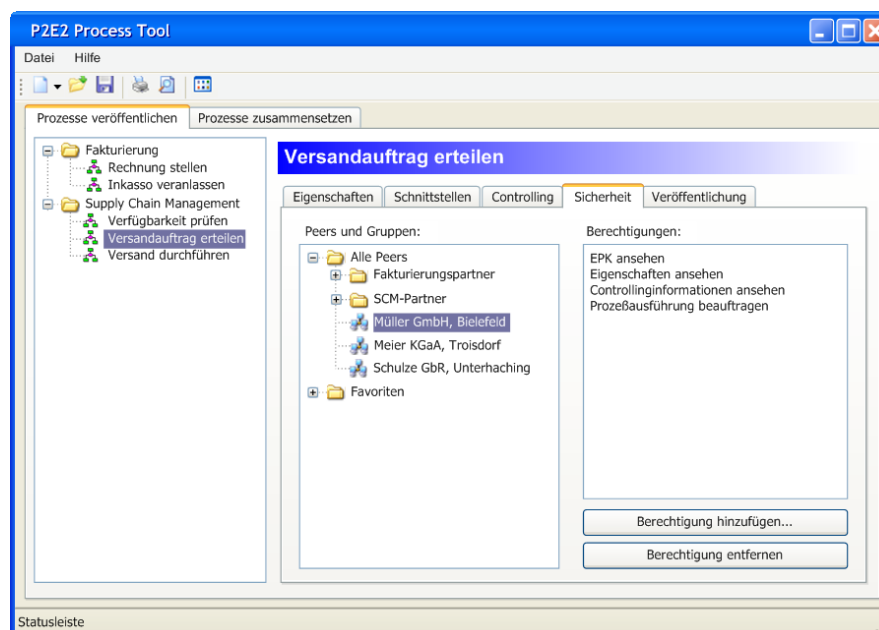 P2E2 Process Tool
Datei Hilfe
Prozesse veröffentlichen Prozesse zusammensetzen
Fakturierung
Rechnung stellen
Inkasso veranlassen
Supply Chain Management
Verfügbarkeit prüfen
Versandauftrag erteilen
Versand durchführen
Versandauftrag erteilen
Eigenschaften Schnittstellen Controlling Sicherheit Veröffentlichung
Peers und Gruppen:
Alle Peers
Fakturierungspartner
SCM-Partner
Müller GmbH, Bielefeld
Meier KGaA, Troisdorf
Schulze GbR, Unterhaching
Favoriten
Berechtigungen:
EPK ansehen
Eigenschaften ansehen
Controllinginformationen ansehen
Prozeßausführung beauftragen
Berechtigung hinzufügen...
Berechtigung entfernen
Statusleiste